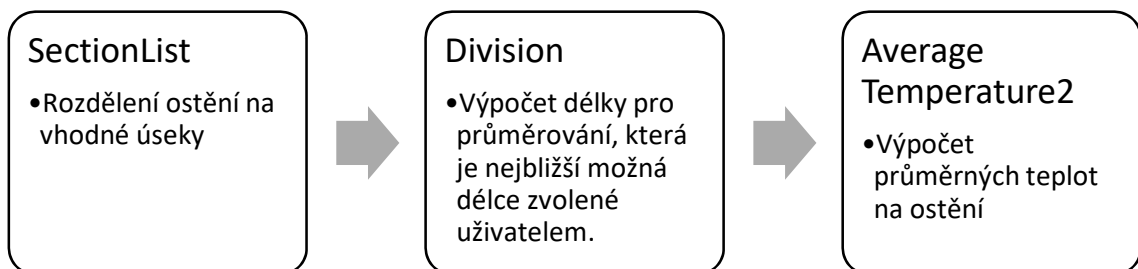 SectionList
•Rozdělení ostění na
vhodné úseky
Division
•Výpočet délky pro
průměrování, která
je nejbližší možná
délce zvolené
uživatelem.
Average
Temperature2
•Výpočet
průměrných teplot
na ostění